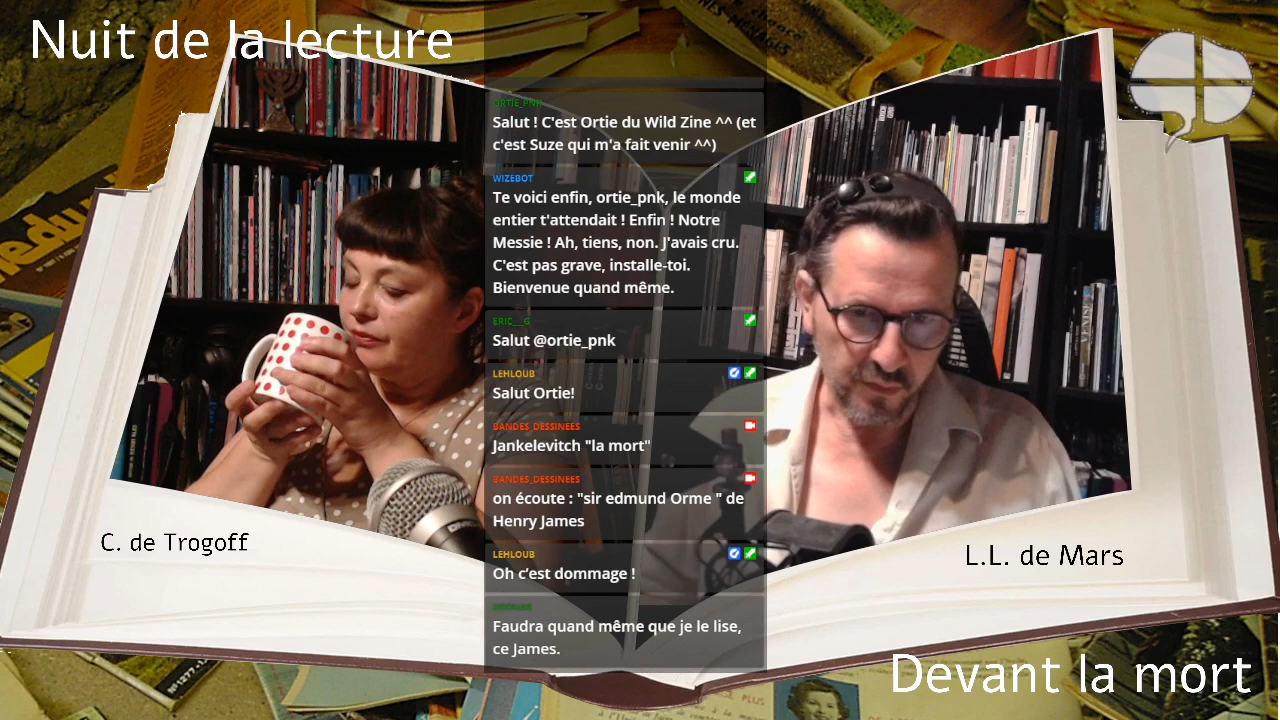 Nuit de la lecture
ORTIE_PNK
Salut ! C'est Ortie du Wild Zine ^^ (et
c'est Suze qui m'a fait venir ^^)
WIZEBOT
Te voici enfin, ortie_pnk, le monde
entier t'attendait ! Enfin ! Notre
Messie ! Ah, tiens, non. J'avais cru.
C'est pas grave, installe-toi.
Bienvenue quand même.
ERIC__G
Salut @ortie_pnk
LEHLOUB
Salut Ortie!
BANDES_DESSINEES
Jankelevitch "la mort"
BANDES_DESSINEES
on écoute : "sir edmund Orme " de
Henry James
LEHLOUB
Oh c'est dommage !
Faudra quand même que je le lise,
ce James.
C. de Trogoff
L.L. de Mars
Devant la mort